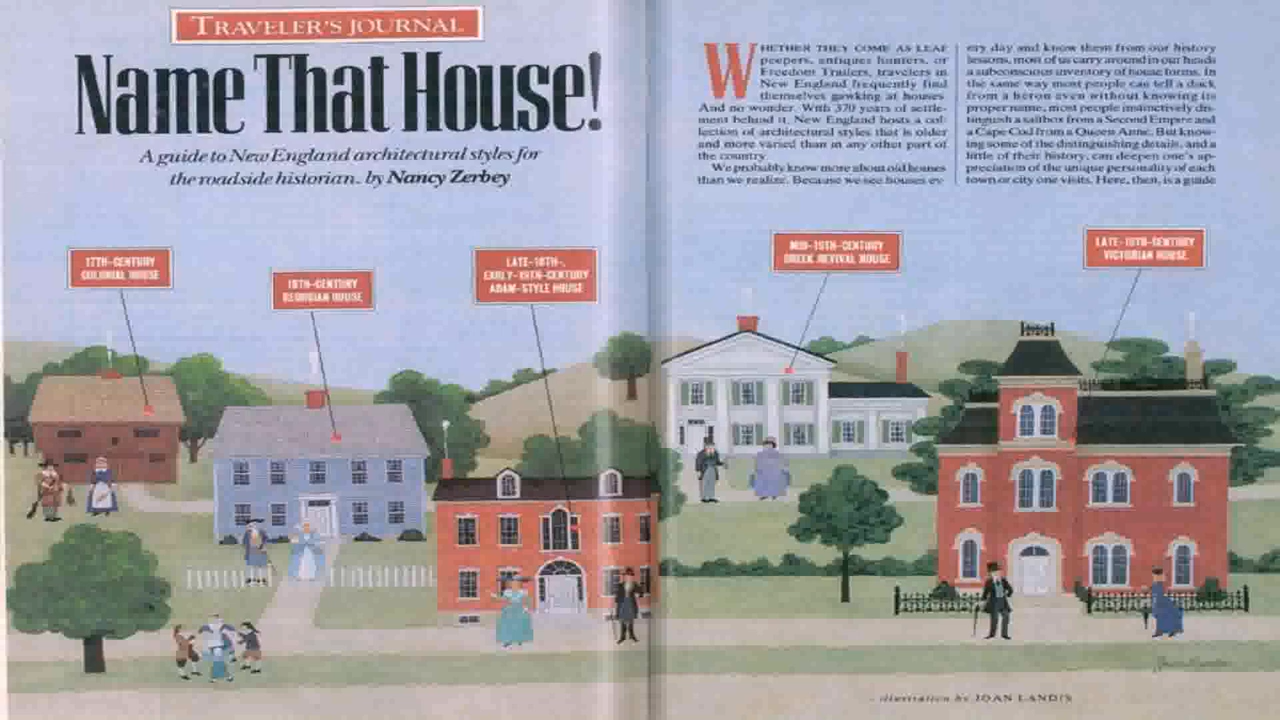 TRAVELER'S JOURNAL
Name That House!
A guide to New England architectural styles for
the roadside historian. by Nancy Zerbey
WHETHER THEY COME AS LEAF
peepers, antiques hunters, or
Freedom Trailers, travelers in
New England frequently find
themselves gawking at houses.
And no wonder. With 370 years of settle-
ment behind it, New England hosts a col-
lection of architectural styles that is older
and more varied than in any other part of
the country.
We probably know more about old houses
than we realize. Because we see houses ev-
ery day and know them from our history
lessons, most of us carry around in our heads
a subconscious inventory of house forms. In
the same way most people can tell a duck
from a heron even without knowing its
proper name, most people instinctively dis-
tinguish a saltbox from a Second Empire and
a Cape Cod from a Queen Anne. But know-
ing some of the distinguishing details, and a
little of their history, can deepen one's ap-
preciation of the unique personality of each
town or city one visits. Here, then, is a guide
17TH-CENTURY
COLONIAL HOUSE
18TH-CENTURY
GEORGIAN HOUSE
LATE-18TH-,
EARLY-19TH-CENTURY
ADAM-STYLE HOUSE
MID-19TH-CENTURY
GREEK REVIVAL HOUSE
LATE-19TH-CENTURY
VICTORIAN HOUSE
- illustration by JOAN LANDIS